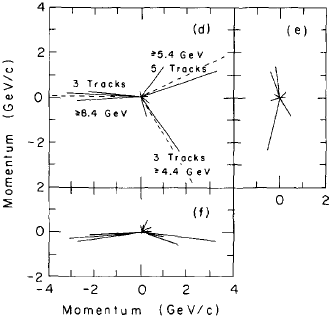 4
(d)
(e)
≥5.4 GeV
5 Tracks
2
3 Tracks
0
≥8.4 GeV
-2
3 Tracks
≥4.4 GeV
2
-2 0 2
(f)
0
-2
-4 -2 0 2 4
Momentum (GeV/c)
Momentum (GeV/c)